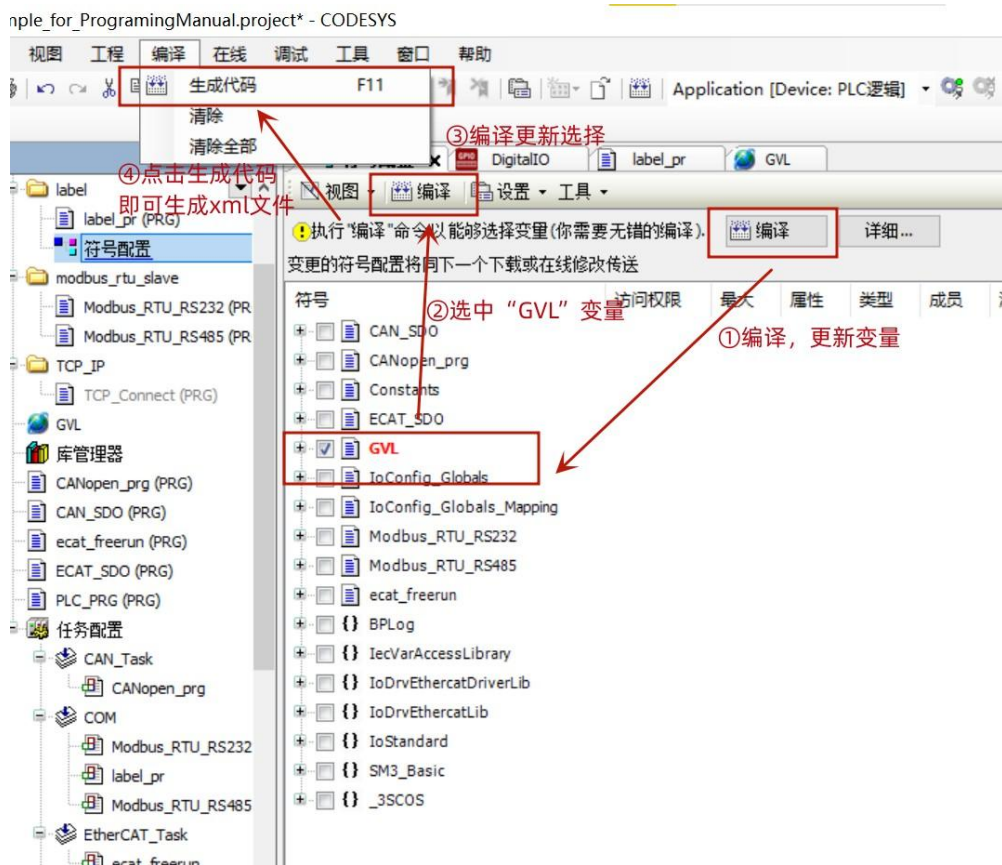 mple_for_ProgramingManual.project* - CODESYS
视图 工程 编译 在线 调试 工具 窗口 帮助
生成代码 F11
Application [Device: PLC逻辑]
清除
清除全部
③编译更新选择
DigitalIO label_pr GVL
④点击生成代码
即可生成xml文件
视图 编译 设置 工具
执行"编译"命令以能够选择变量(你需要无错的编译). 编译 详细...
变更的符号配置将同下一个下载或在线修改传送
符号 访问权限 最大 属性 类型 成员
②选中“GVL”变量
①编译，更新变量
CAN_SDO
CANopen_prg
Constants
ECAT_SDO
GVL
IoConfig_Globals
IoConfig_Globals_Mapping
Modbus_RTU_RS232
Modbus_RTU_RS485
ecat_freerun
{} BPLog
{} IecVarAccessLibrary
{} IoDrvEthercatDriverLib
{} IoDrvEthercatLib
{} IoStandard
{} SM3_Basic
{} _3SCOS
label
label_pr (PRG)
符号配置
modbus_rtu_slave
Modbus_RTU_RS232 (PR
Modbus_RTU_RS485 (PR
TCP_IP
TCP_Connect (PRG)
GVL
库管理器
CANopen_prg (PRG)
CAN_SDO (PRG)
ecat_freerun (PRG)
ECAT_SDO (PRG)
PLC_PRG (PRG)
任务配置
CAN_Task
CANopen_prg
COM
Modbus_RTU_RS232
label_pr
Modbus_RTU_RS485
EtherCAT_Task
ecat_freerun